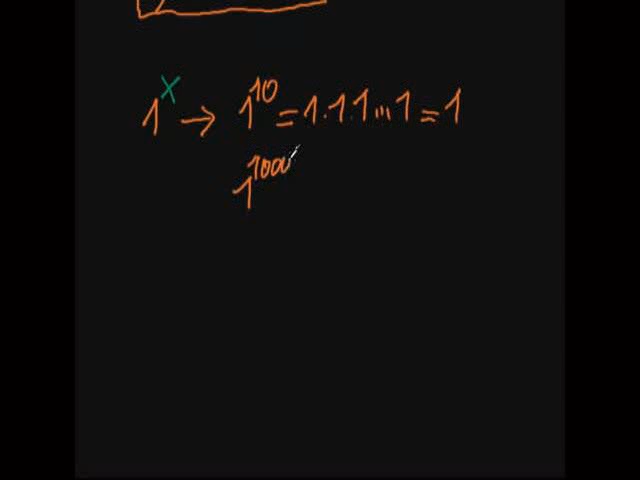 1^x → 1^10 = 1.1.1...1 = 1
1^1000